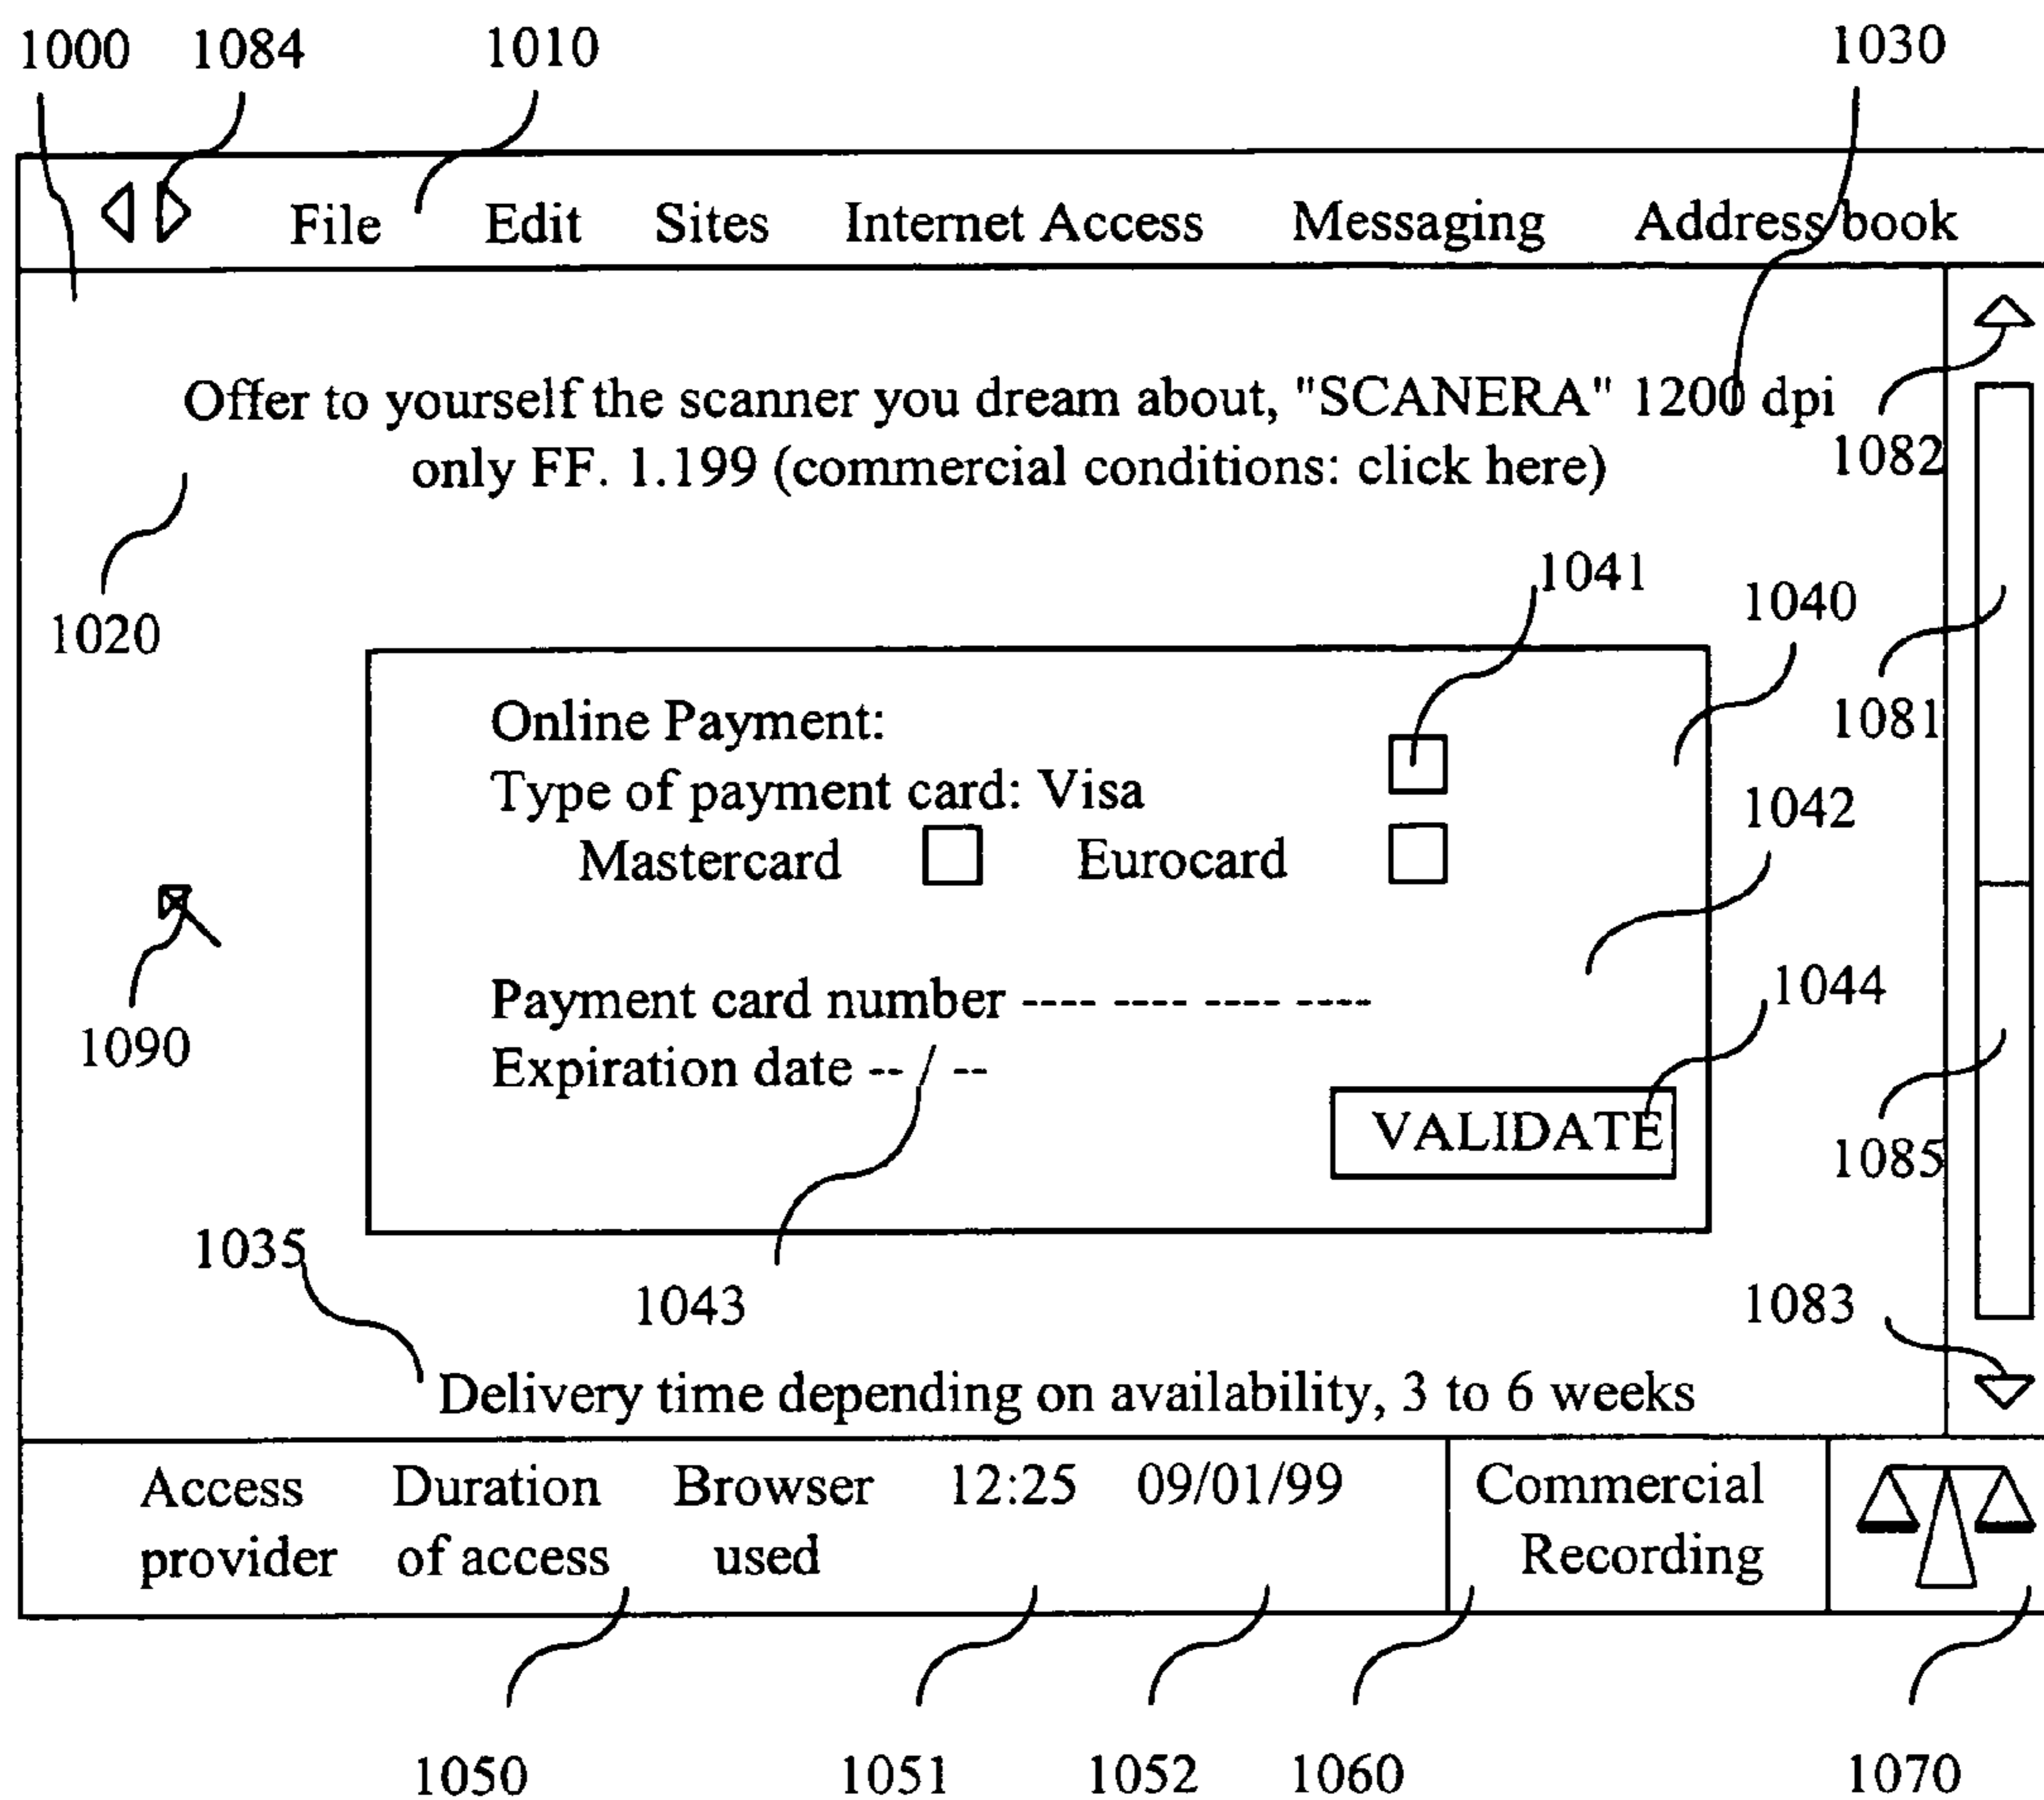 1000 1084 1010 1030
File Edit Sites Internet Access Messaging Address book
Offer to yourself the scanner you dream about, "SCANERA" 1200 dpi
only FF. 1.199 (commercial conditions: click here)
1082
1041
1040
1020
Online Payment:
1081
Type of payment card: Visa
1042
Mastercard Eurocard
1044
Payment card number ---- ---- ---- ----
1090
Expiration date -- / --
VALIDATE
1085
1035
1043
1083
Delivery time depending on availability, 3 to 6 weeks
Access Duration Browser 12:25 09/01/99 Commercial
provider of access used Recording
1050 1051 1052 1060 1070